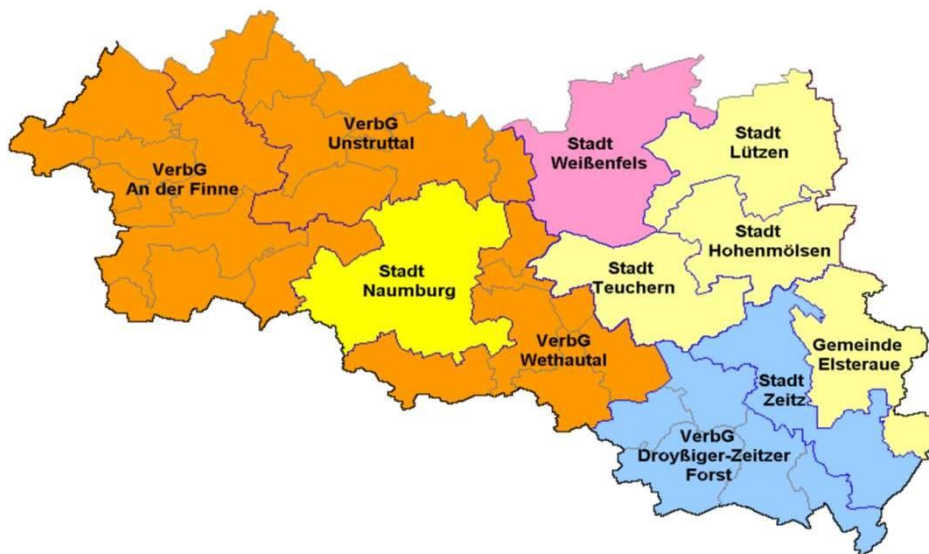 VerbG
Unstruttal
VerbG
An der Finne
Stadt
Weißenfels
Stadt
Lützen
Stadt
Hohenmölsen
Stadt
Naumburg
Stadt
Teuchern
VerbG
Wethautal
Gemeinde
Elsteraue
Stadt
Zeitz
VerbG
Droyßiger-Zeitzer
Forst